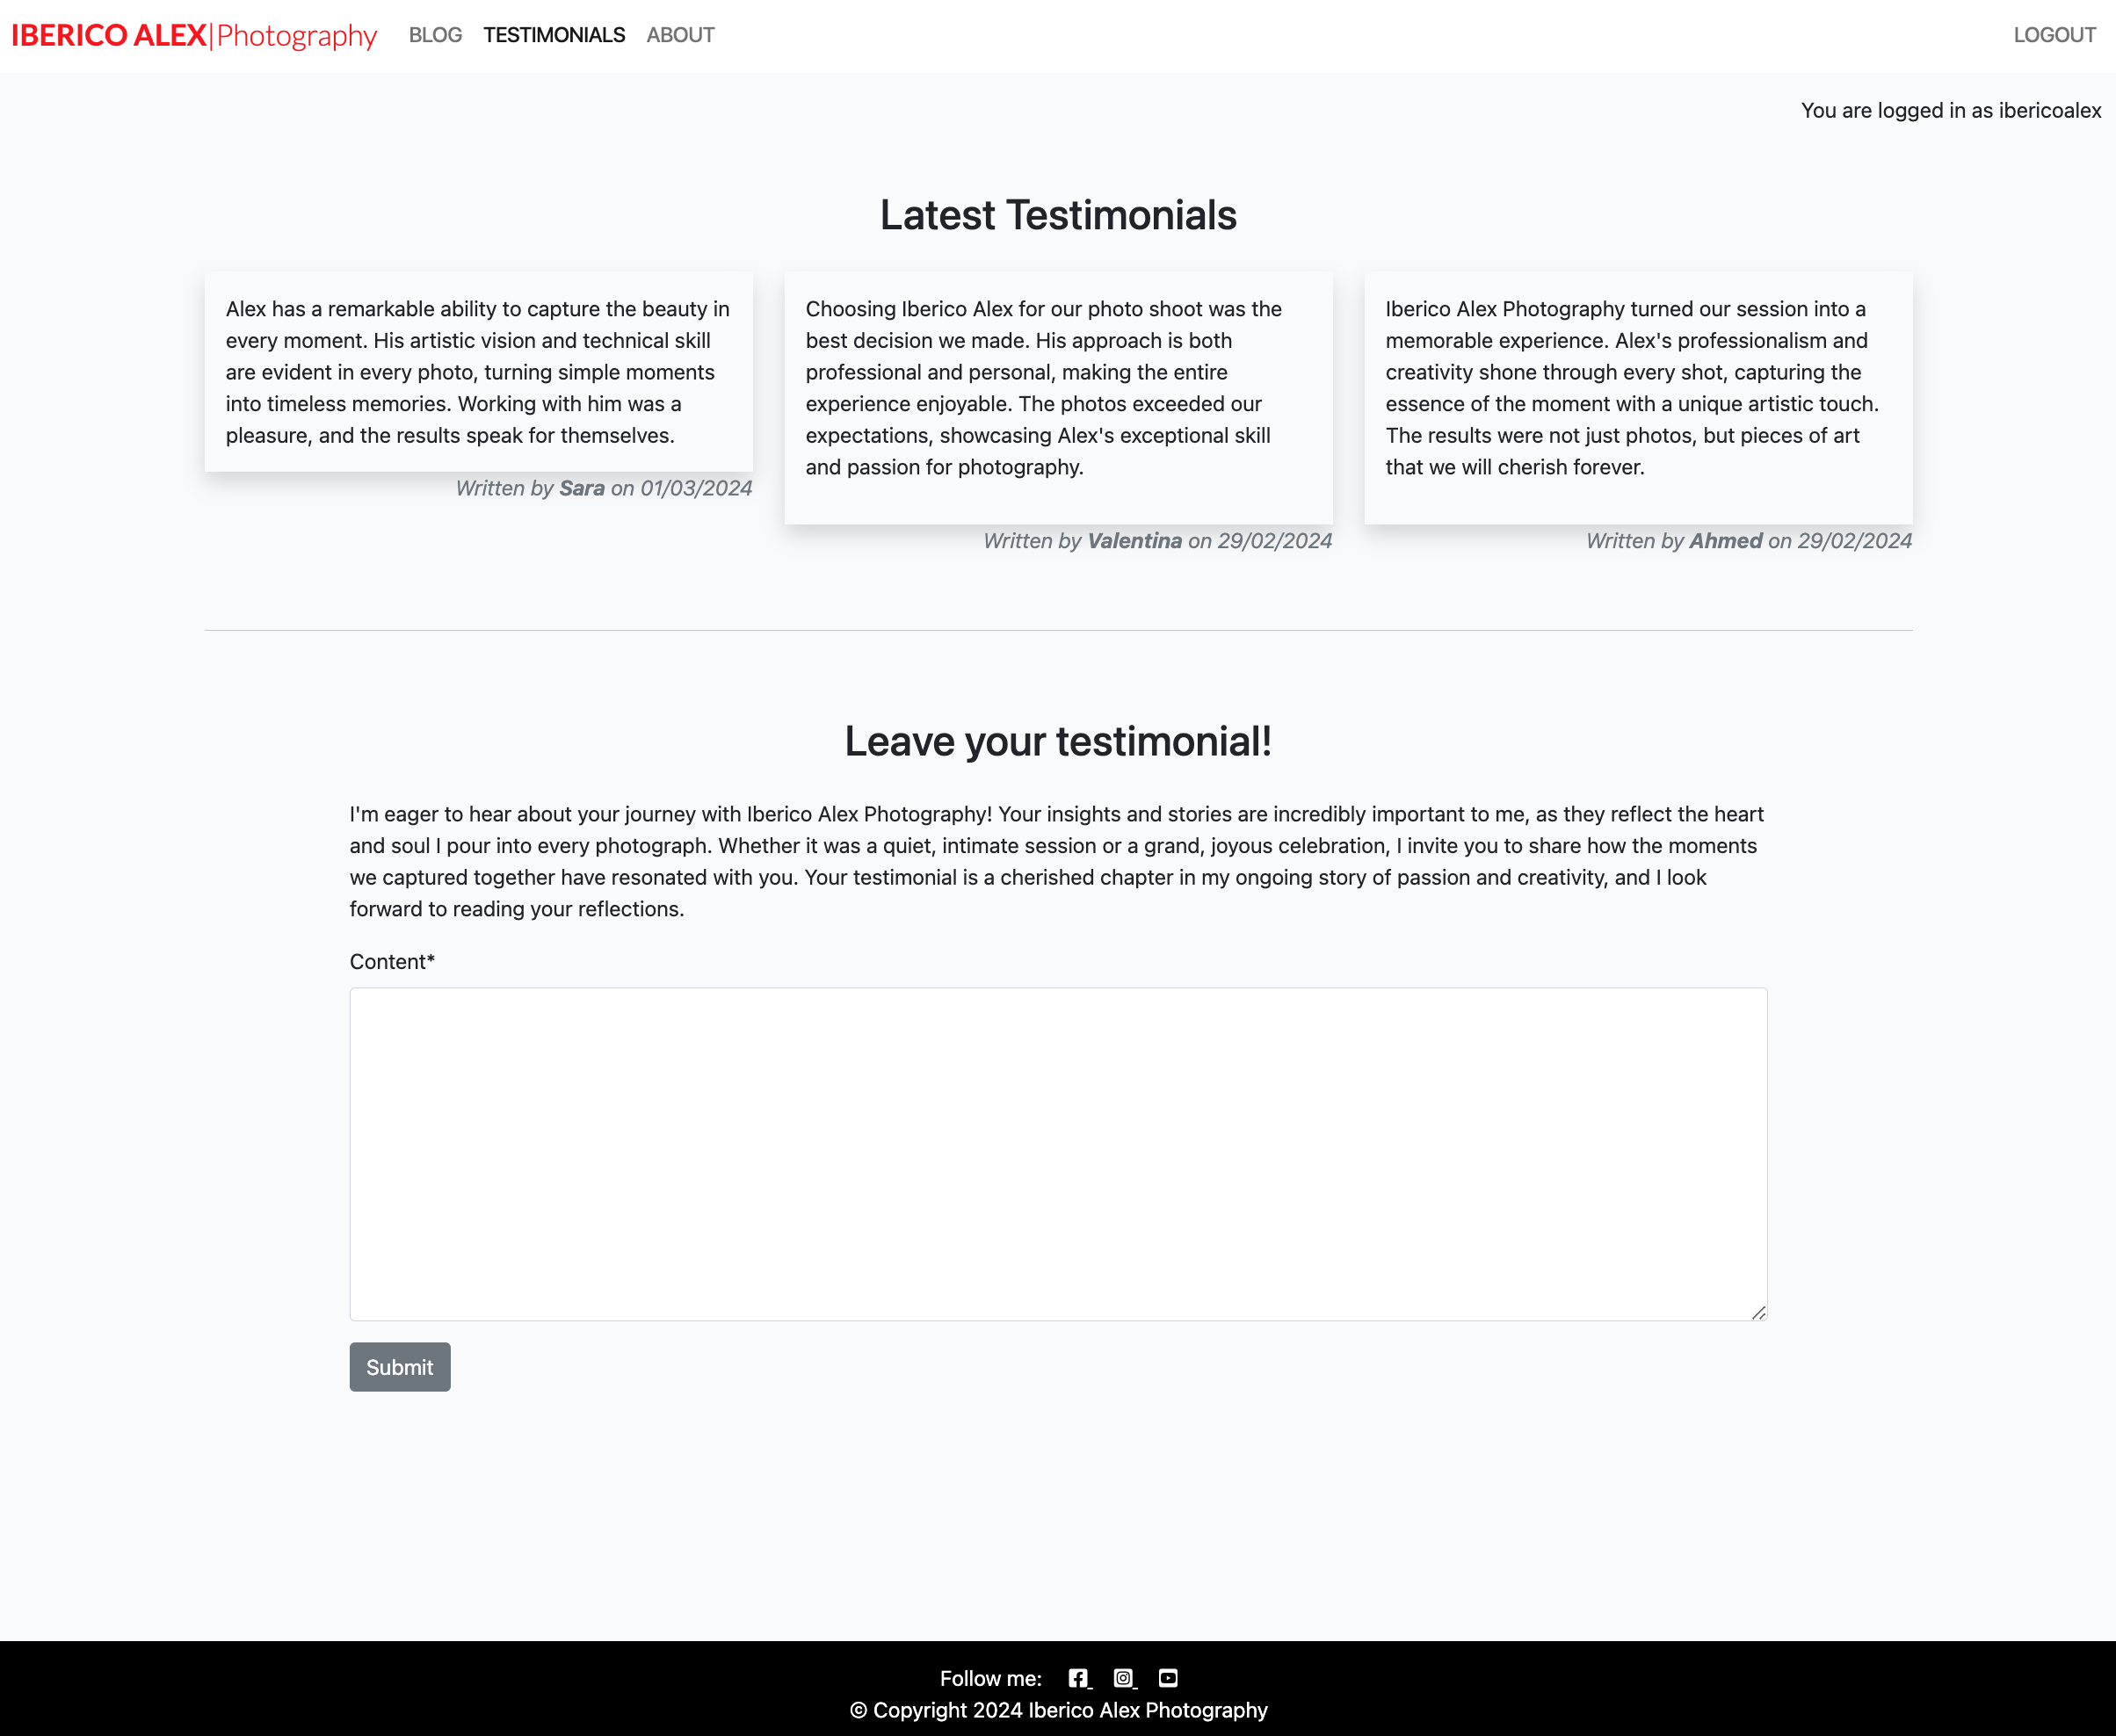 IBERICO ALEX|Photography BLOG TESTIMONIALS ABOUT LOGOUT
You are logged in as ibericoalex
Latest Testimonials
Alex has a remarkable ability to capture the beauty in
every moment. His artistic vision and technical skill
are evident in every photo, turning simple moments
into timeless memories. Working with him was a
pleasure, and the results speak for themselves.
Written by Sara on 01/03/2024
Choosing Iberico Alex for our photo shoot was the
best decision we made. His approach is both
professional and personal, making the entire
experience enjoyable. The photos exceeded our
expectations, showcasing Alex's exceptional skill
and passion for photography.
Written by Valentina on 29/02/2024
Iberico Alex Photography turned our session into a
memorable experience. Alex's professionalism and
creativity shone through every shot, capturing the
essence of the moment with a unique artistic touch.
The results were not just photos, but pieces of art
that we will cherish forever.
Written by Ahmed on 29/02/2024
Leave your testimonial!
I'm eager to hear about your journey with Iberico Alex Photography! Your insights and stories are incredibly important to me, as they reflect the heart
and soul I pour into every photograph. Whether it was a quiet, intimate session or a grand, joyous celebration, I invite you to share how the moments
we captured together have resonated with you. Your testimonial is a cherished chapter in my ongoing story of passion and creativity, and I look
forward to reading your reflections.
Content*
Submit
Follow me:
© Copyright 2024 Iberico Alex Photography